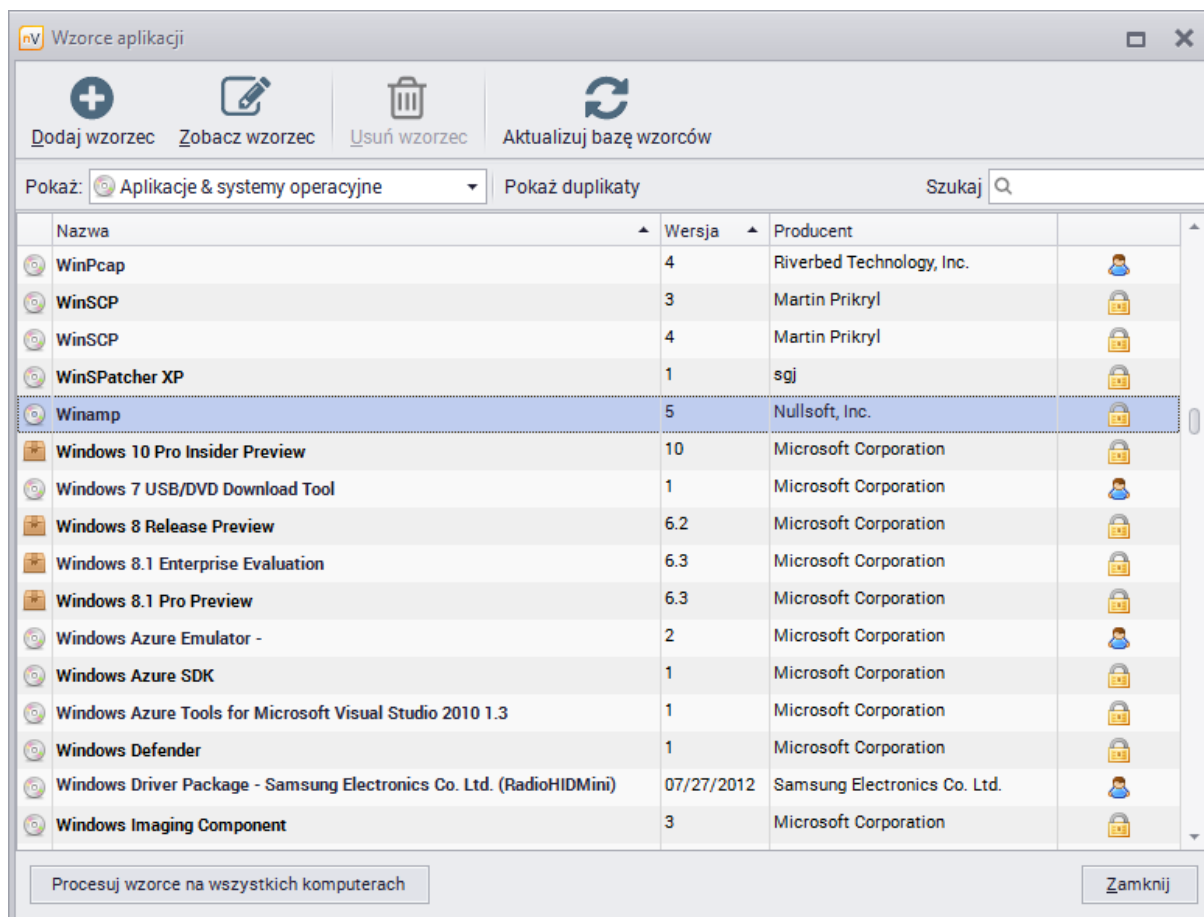 nV Wzorce aplikacji
Dodaj wzorzec Zobacz wzorzec Usuń wzorzec Aktualizuj bazę wzorców
Pokaż: Aplikacje & systemy operacyjne Pokaż duplikaty Szukaj
Nazwa Wersja Producent
WinPcap 4 Riverbed Technology, Inc.
WinSCP 3 Martin Prikryl
WinSCP 4 Martin Prikryl
WinSPatcher XP 1 sgj
Winamp 5 Nullsoft, Inc.
Windows 10 Pro Insider Preview 10 Microsoft Corporation
Windows 7 USB/DVD Download Tool 1 Microsoft Corporation
Windows 8 Release Preview 6.2 Microsoft Corporation
Windows 8.1 Enterprise Evaluation 6.3 Microsoft Corporation
Windows 8.1 Pro Preview 6.3 Microsoft Corporation
Windows Azure Emulator - 2 Microsoft Corporation
Windows Azure SDK 1 Microsoft Corporation
Windows Azure Tools for Microsoft Visual Studio 2010 1.3 1 Microsoft Corporation
Windows Defender 1 Microsoft Corporation
Windows Driver Package - Samsung Electronics Co. Ltd. (RadioHIDMini) 07/27/2012 Samsung Electronics Co. Ltd.
Windows Imaging Component 3 Microsoft Corporation
Procesuj wzorce na wszystkich komputerach Zamknij